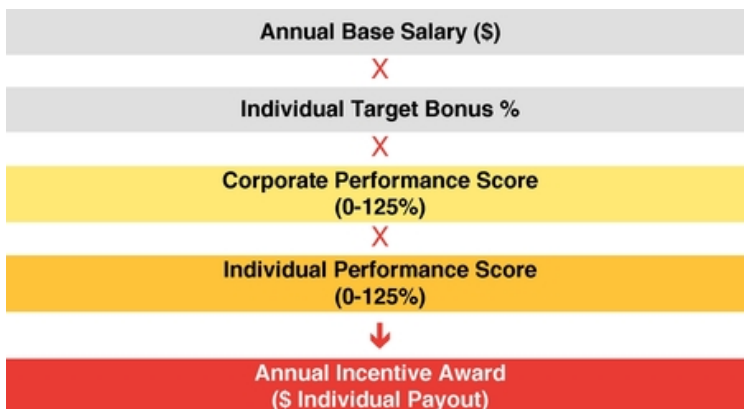 Annual Base Salary ($)
X
Individual Target Bonus %
X
Corporate Performance Score
(0-125%)
X
Individual Performance Score
(0-125%)
Annual Incentive Award
($ Individual Payout)